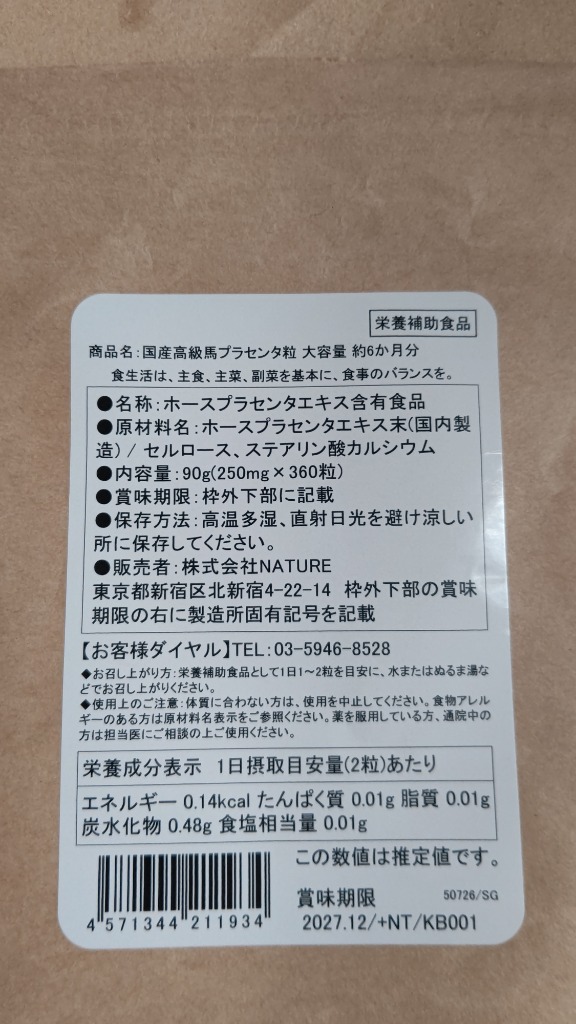 栄養補助食品
商品名:国産高級馬プラセンタ粒 大容量 約6か月分
食生活は、主食、主菜、副菜を基本に、食事のバランスを。
●名称:ホースプラセンタエキス含有食品
●原材料名:ホースプラセンタエキス末(国内製
造) / セルロース、ステアリン酸カルシウム
●内容量:90g(250mg×360粒)
●賞味期限:枠外下部に記載
●保存方法:高温多湿、直射日光を避け涼しい
所に保存してください。
●販売者:株式会社NATURE
東京都新宿区北新宿4-22-14 枠外下部の賞味
期限の右に製造所固有記号を記載
【お客様ダイヤル】TEL:03-5946-8528
◆お召し上がり方:栄養補助食品として1日1~2粒を目安に、水またはぬるま湯な
どでお召し上がりください。
◆使用上のご注意:体質に合わない方は、使用を中止してください。食物アレル
ギーのある方は原材料名表示をご参照ください。薬を服用している方、通院中の
方は担当医にご相談の上ご使用ください。
栄養成分表示 1日摂取目安量(2粒)あたり
エネルギー 0.14kcal たんぱく質 0.01g 脂質 0.01g
炭水化物 0.48g 食塩相当量 0.01g
この数値は推定値です。
賞味期限 50726/SG
2027.12/+NT/KB001
4 571344 211934